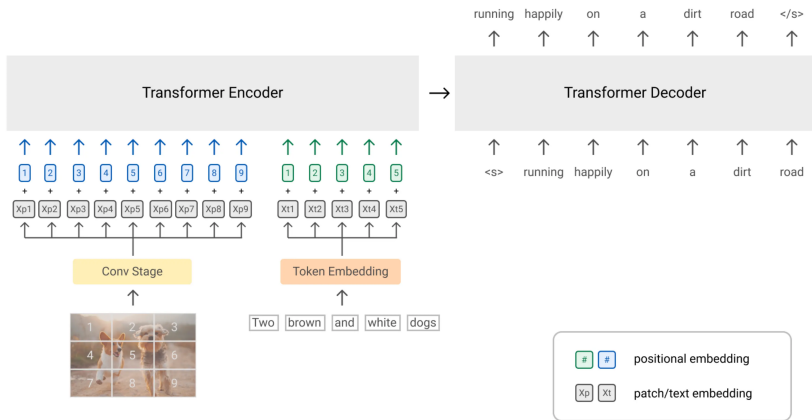 running happily on a dirt road </s>
Transformer Encoder
Transformer Decoder
1 2 3 4 5 6 7 8 9
1 2 3 4 5
<s> running happily on a dirt road
+ + + + + + + + +
+ + + + +
Xp1 Xp2 Xp3 Xp4 Xp5 Xp6 Xp7 Xp8 Xp9
Xt1 Xt2 Xt3 Xt4 Xt5
Conv Stage
Token Embedding
Two brown and white dogs
1 2 3
4 5 6
7 8 9
# # positional embedding
Xp Xt patch/text embedding